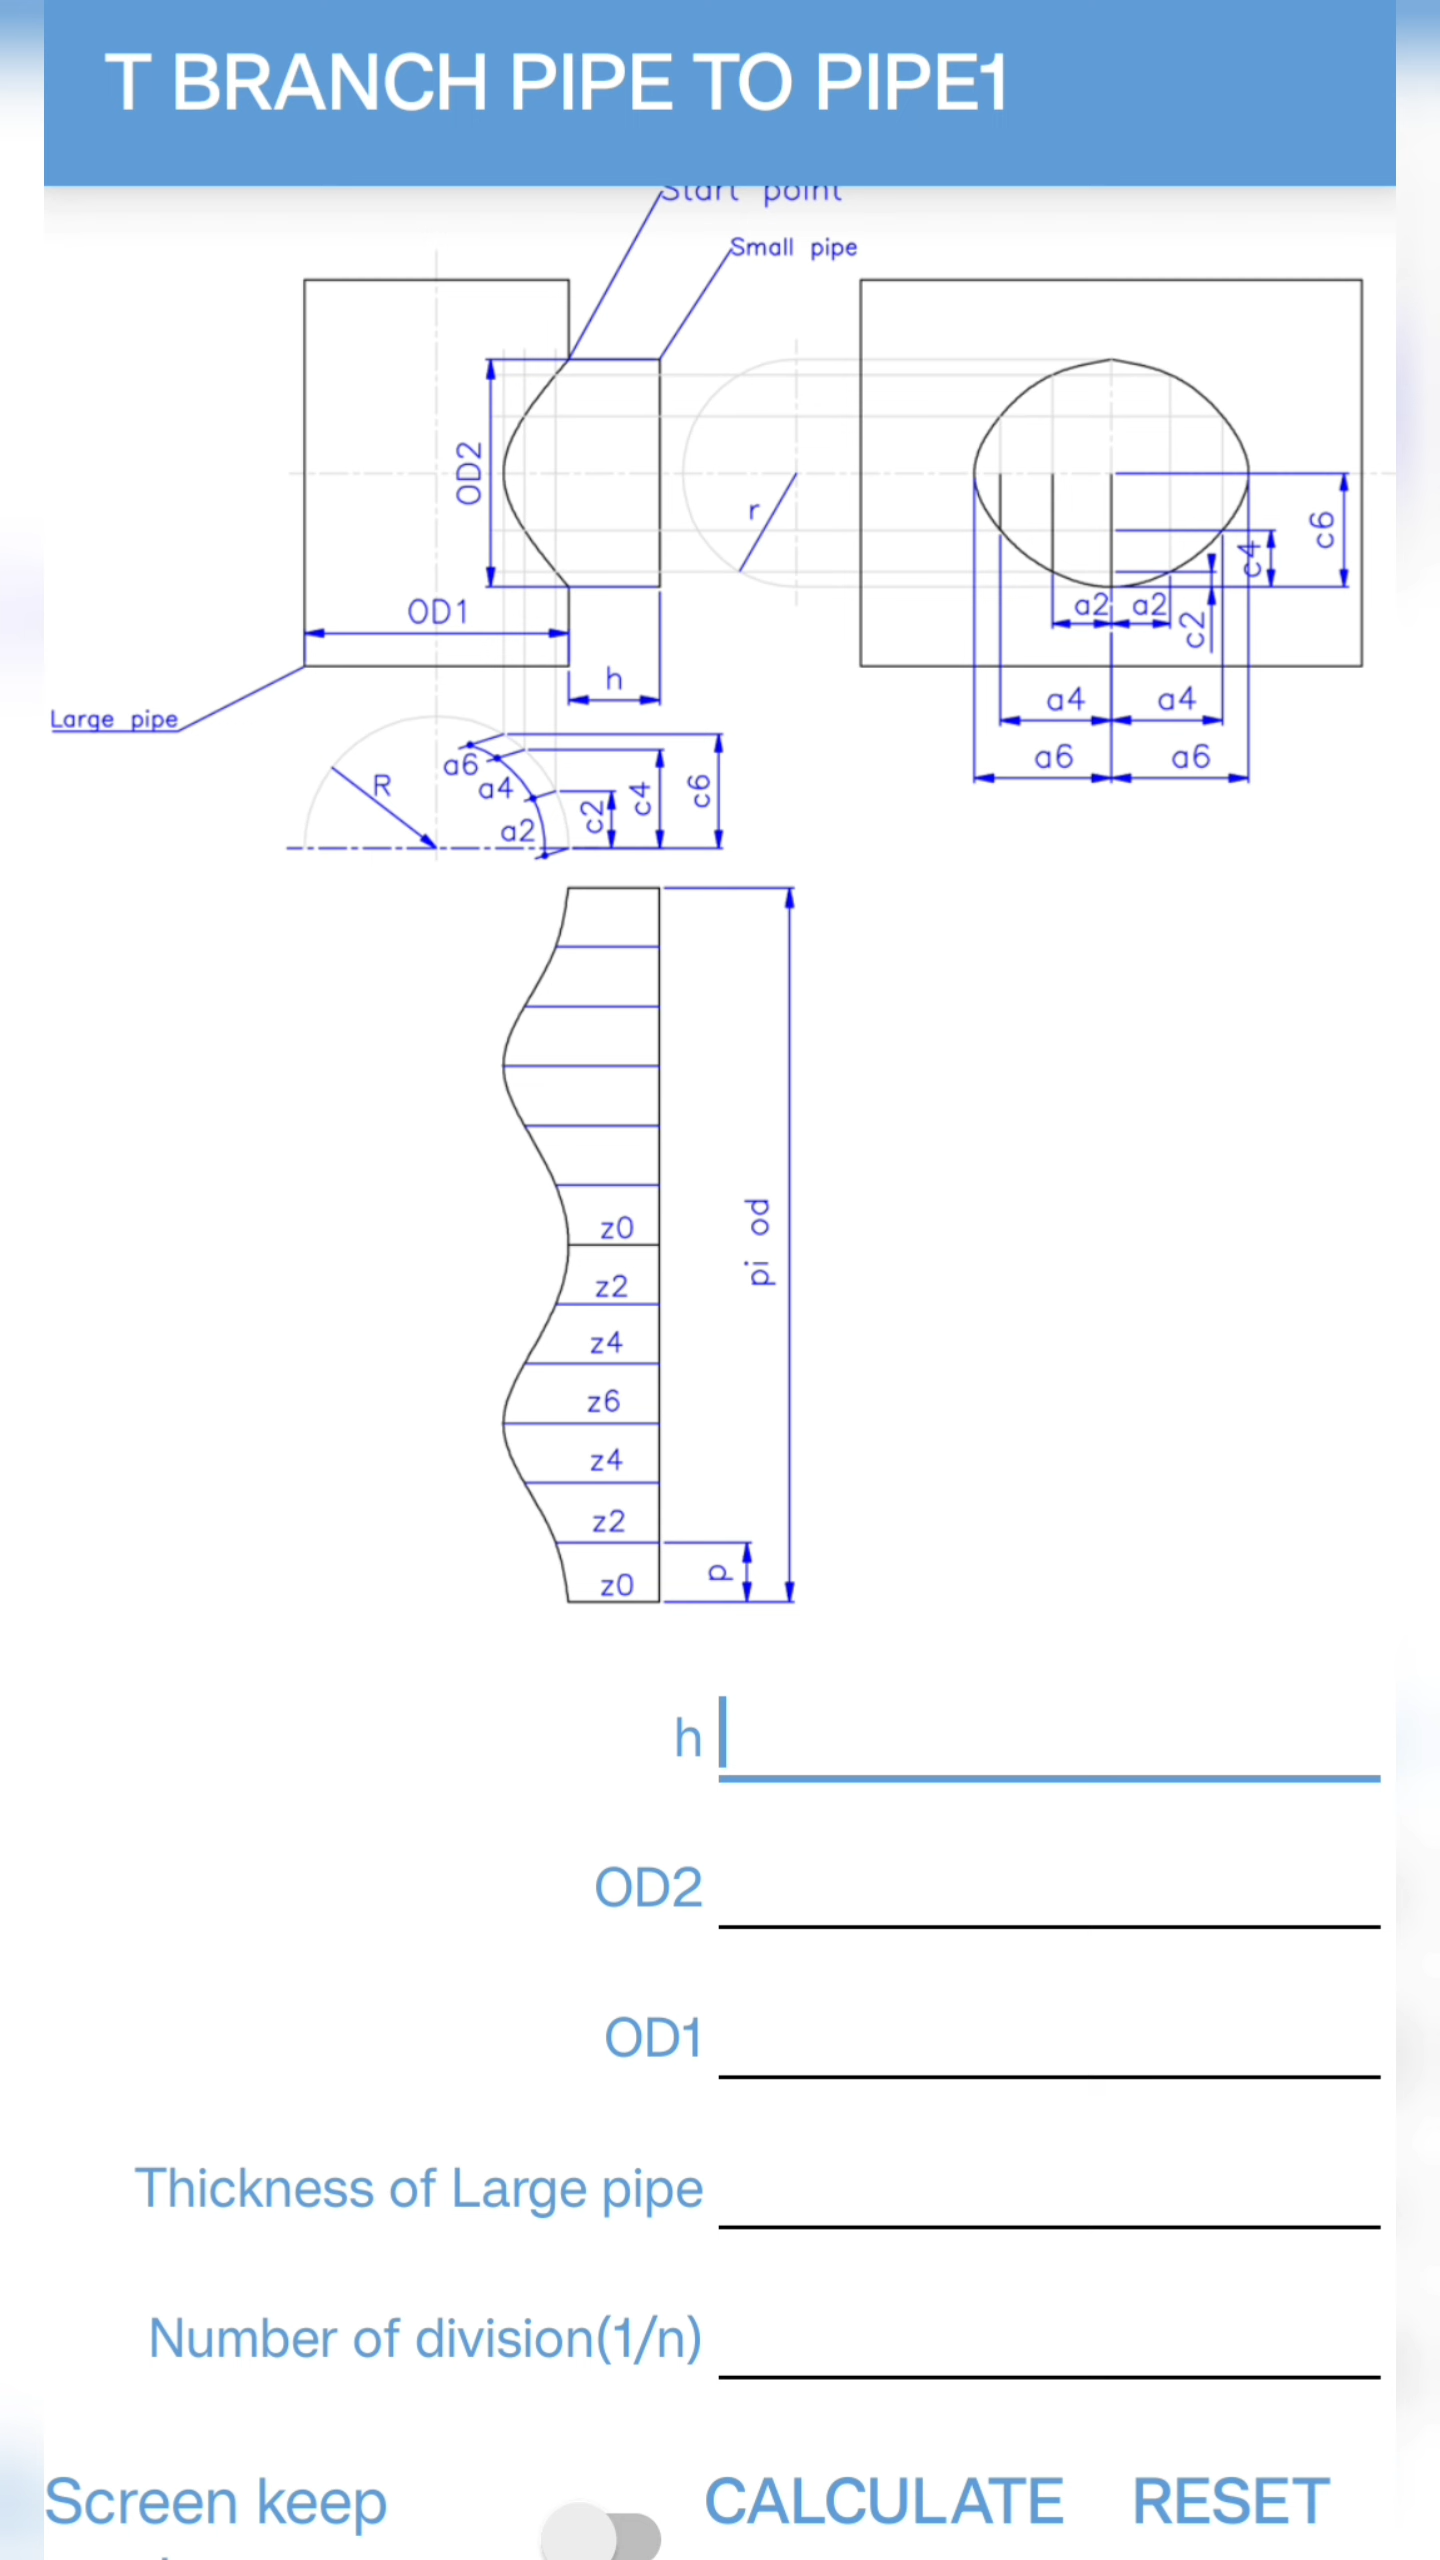 T BRANCH PIPE TO PIPE1
Start point
Small pipe
OD2
r
c6
c4
OD1
a2
a2
c2
h
a4
a4
Large pipe
a6
a6
R
a6
a4
a2
c2
c4
c6
z0
pi od
z2
z4
z6
z4
z2
p
z0
h
OD2
OD1
Thickness of Large pipe
Number of division(1/n)
Screen keep
CALCULATE RESET